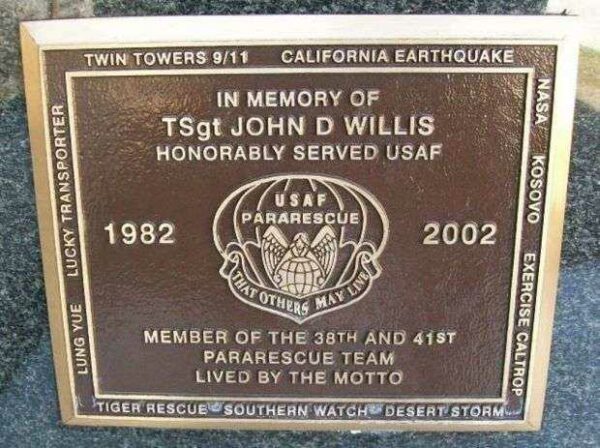 TWIN TOWERS 9/11 CALIFORNIA EARTHQUAKE
NASA KOSOVO EXERCISE CALTROP
LUNG YUE LUCKY TRANSPORTER
IN MEMORY OF
TSgt JOHN D WILLIS
HONORABLY SERVED USAF
USAF
PARARESCUE
1982 2002
THAT OTHERS MAY LIVE
MEMBER OF THE 38TH AND 41ST
PARARESCUE TEAM
LIVED BY THE MOTTO
TIGER RESCUE SOUTHERN WATCH DESERT STORM